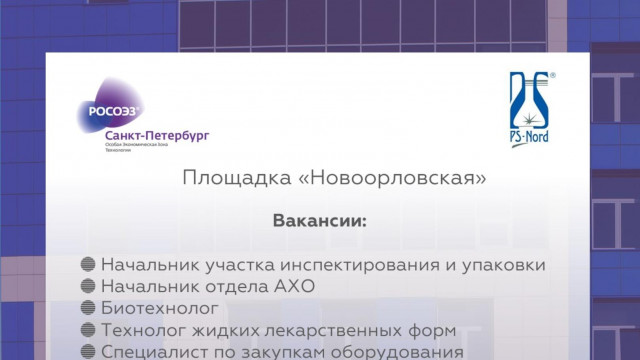 РОСОЭЗ®
Санкт-Петербург
Особая Экономическая Зона
Технологии
®
PS-Nord
Площадка «Новоорловская»
Вакансии:
Начальник участка инспектирования и упаковки
Начальник отдела АХО
Биотехнолог
Технолог жидких лекарственных форм
Специалист по закупкам оборудования